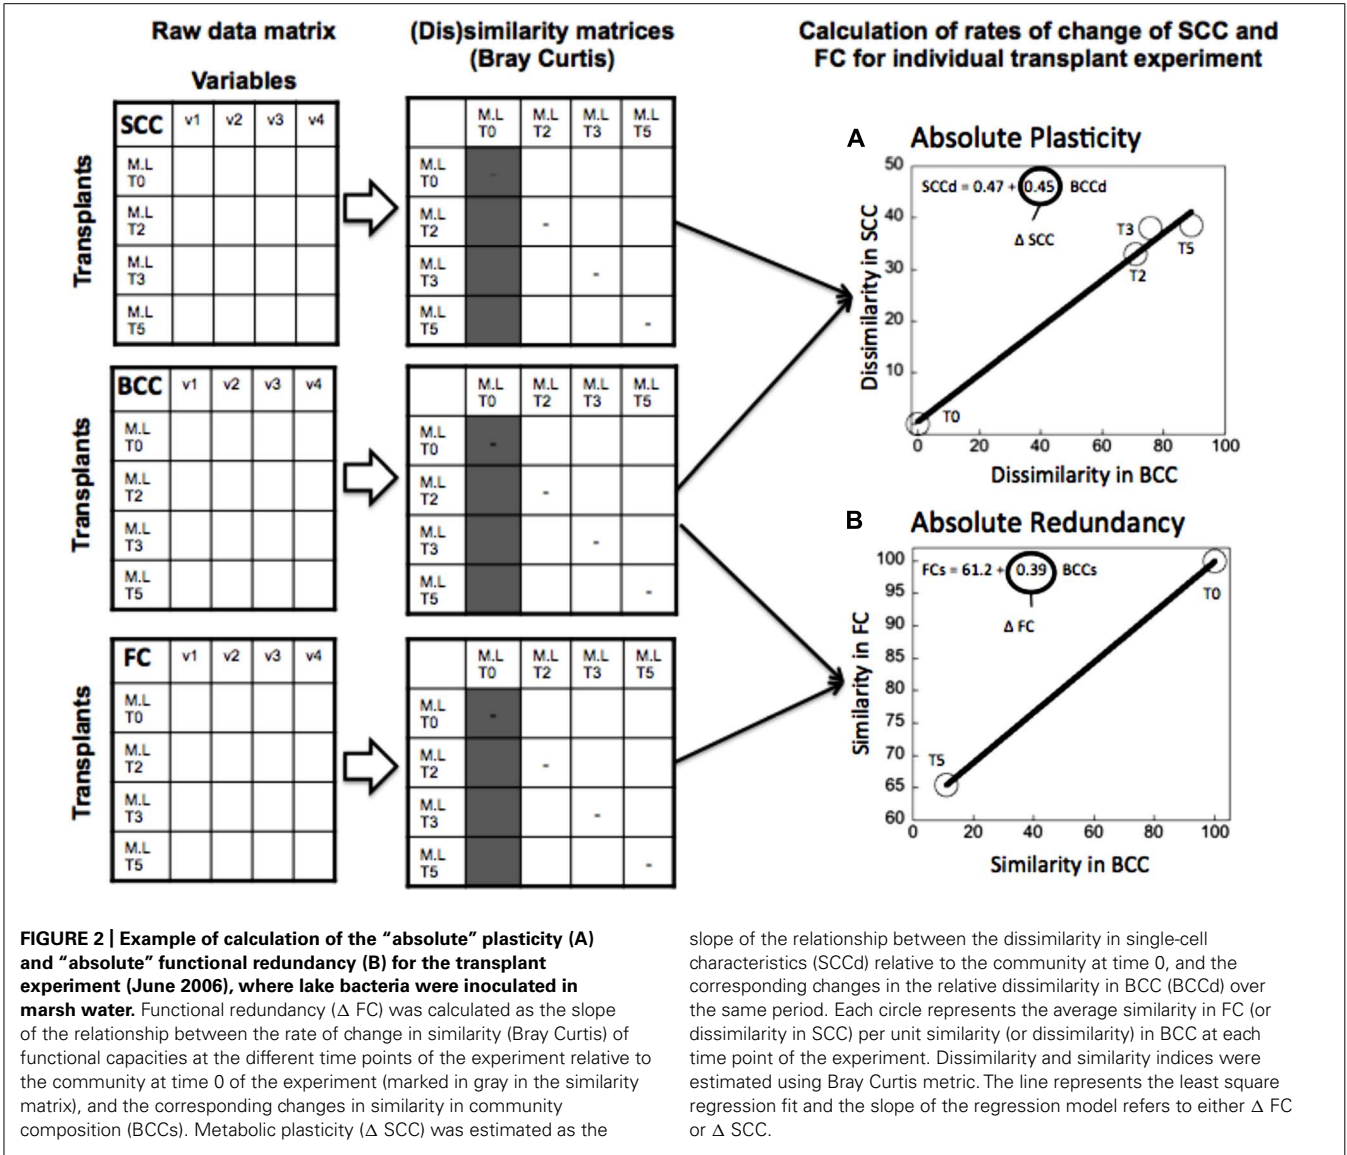 Raw data matrix
(Dis)similarity matrices
(Bray Curtis)
Calculation of rates of change of SCC and
FC for individual transplant experiment
Variables
Transplants
SCC v1 v2 v3 v4
M.L
T0
M.L
T2
M.L
T3
M.L
T5
M.L M.L M.L M.L
T0 T2 T3 T5
M.L
T0 -
M.L
T2 -
M.L
T3 -
M.L
T5 -
Transplants
BCC v1 v2 v3 v4
M.L
T0
M.L
T2
M.L
T3
M.L
T5
M.L M.L M.L M.L
T0 T2 T3 T5
M.L
T0 -
M.L
T2 -
M.L
T3 -
M.L
T5 -
Transplants
FC v1 v2 v3 v4
M.L
T0
M.L
T2
M.L
T3
M.L
T5
M.L M.L M.L M.L
T0 T2 T3 T5
M.L
T0 -
M.L
T2 -
M.L
T3 -
M.L
T5 -
A Absolute Plasticity
SCCd = 0.47 + 0.45 BCCd
Δ SCC
T3
T5
T2
T0
50
40
30
20
10
0 20 40 60 80 100
Dissimilarity in SCC
Dissimilarity in BCC
B Absolute Redundancy
FCs = 61.2 + 0.39 BCCs
Δ FC
T0
T5
100
95
90
85
80
75
70
65
60
0 20 40 60 80 100
Similarity in FC
Similarity in BCC
FIGURE 2 | Example of calculation of the “absolute” plasticity (A)
and “absolute” functional redundancy (B) for the transplant
experiment (June 2006), where lake bacteria were inoculated in
marsh water. Functional redundancy (Δ FC) was calculated as the slope
of the relationship between the rate of change in similarity (Bray Curtis) of
functional capacities at the different time points of the experiment relative to
the community at time 0 of the experiment (marked in gray in the similarity
matrix), and the corresponding changes in similarity in community
composition (BCCs). Metabolic plasticity (Δ SCC) was estimated as the
slope of the relationship between the dissimilarity in single-cell
characteristics (SCCd) relative to the community at time 0, and the
corresponding changes in the relative dissimilarity in BCC (BCCd) over
the same period. Each circle represents the average similarity in FC (or
dissimilarity in SCC) per unit similarity (or dissimilarity) in BCC at each
time point of the experiment. Dissimilarity and similarity indices were
estimated using Bray Curtis metric. The line represents the least square
regression fit and the slope of the regression model refers to either Δ FC
or Δ SCC.